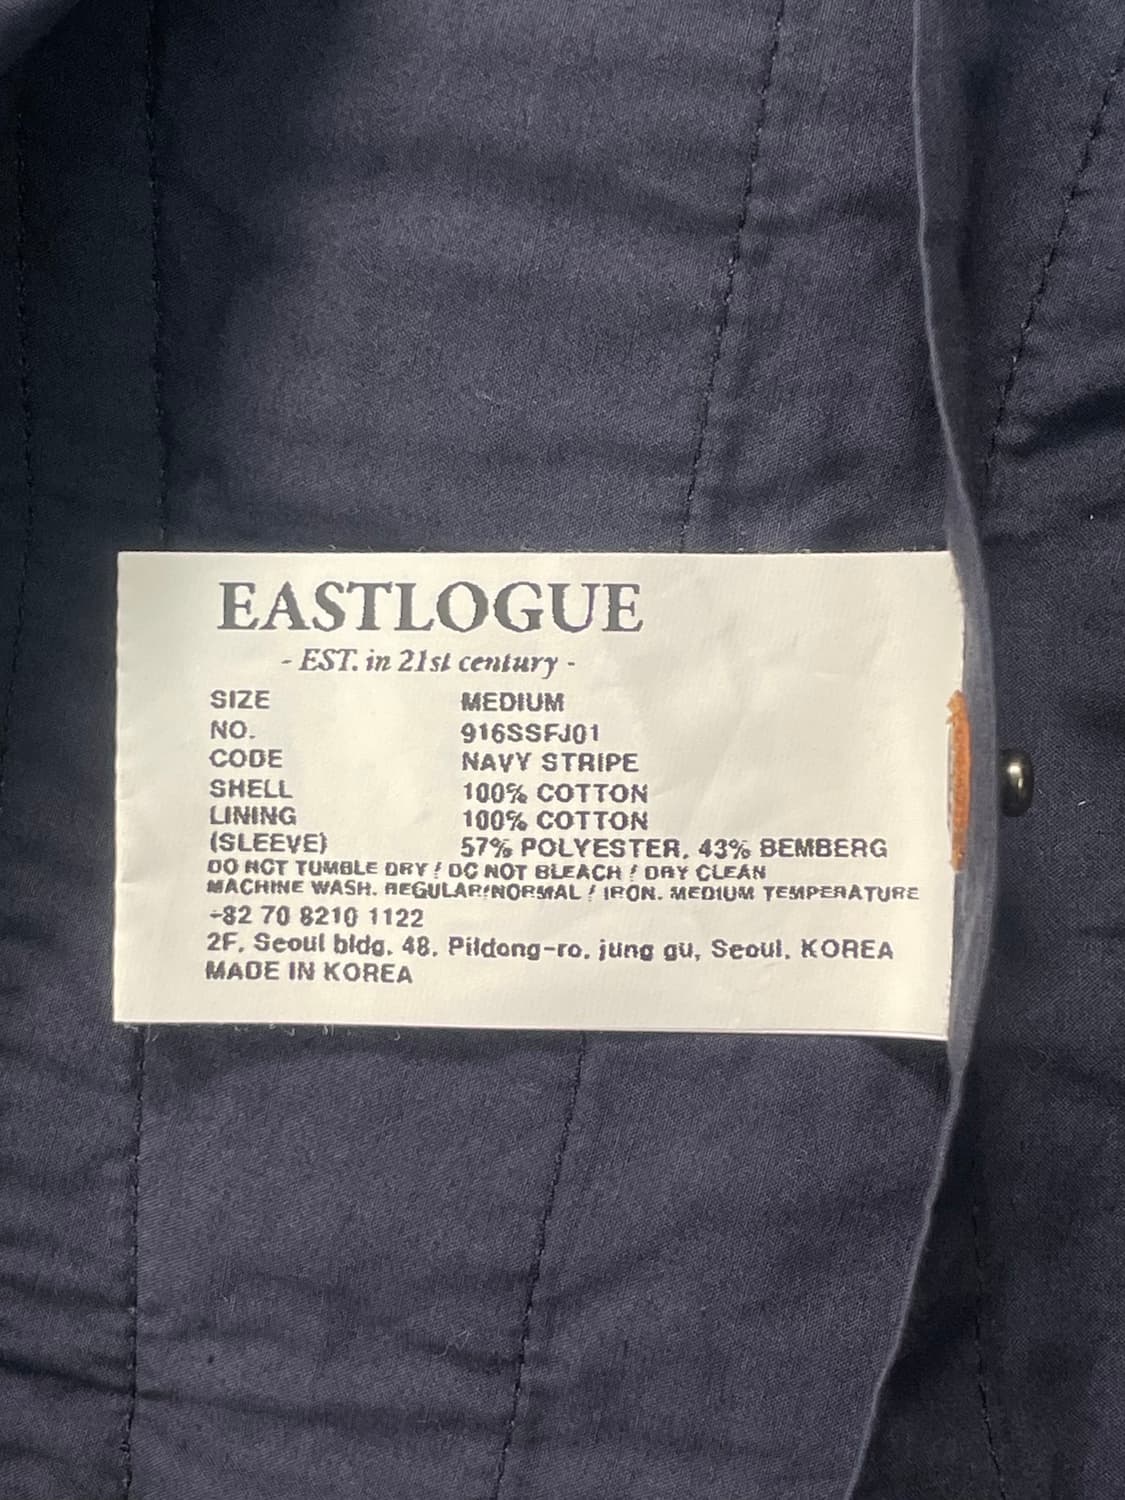 EASTLOGUE
- EST. in 21st century -
SIZE MEDIUM
NO. 916SSFJ01
CODE NAVY STRIPE
SHELL 100% COTTON
LINING 100% COTTON
(SLEEVE) 57% POLYESTER, 43% BEMBERG
DO NOT TUMBLE DRY / DO NOT BLEACH / DRY CLEAN
MACHINE WASH, REGULAR/NORMAL / IRON, MEDIUM TEMPERATURE
+82 70 8210 1122
2F, Seoul bldg, 48, Pildong-ro, jung gu, Seoul, KOREA
MADE IN KOREA